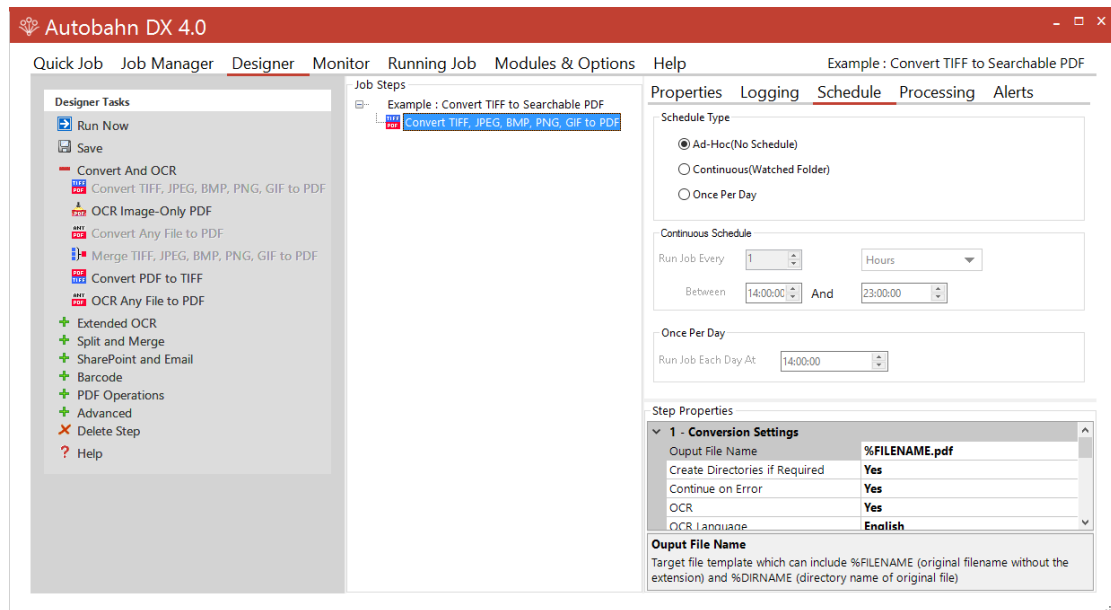 Autobahn DX 4.0
Quick Job Job Manager Designer Monitor Running Job Modules & Options Help Example : Convert TIFF to Searchable PDF
Designer Tasks
Run Now
Save
Convert And OCR
Convert TIFF, JPEG, BMP, PNG, GIF to PDF
OCR Image-Only PDF
Convert Any File to PDF
Merge TIFF, JPEG, BMP, PNG, GIF to PDF
Convert PDF to TIFF
OCR Any File to PDF
Extended OCR
Split and Merge
SharePoint and Email
Barcode
PDF Operations
Advanced
Delete Step
Help
Job Steps
Example : Convert TIFF to Searchable PDF
Convert TIFF, JPEG, BMP, PNG, GIF to PDF
Properties Logging Schedule Processing Alerts
Schedule Type
Ad-Hoc(No Schedule)
Continuous(Watched Folder)
Once Per Day
Continuous Schedule
Run Job Every 1 Hours
Between 14:00:00 And 23:00:00
Once Per Day
Run Job Each Day At 14:00:00
Step Properties
1 - Conversion Settings
Ouput File Name %FILENAME.pdf
Create Directories if Required Yes
Continue on Error Yes
OCR Yes
OCR Language English
Ouput File Name
Target file template which can include %FILENAME (original filename without the
extension) and %DIRNAME (directory name of original file)